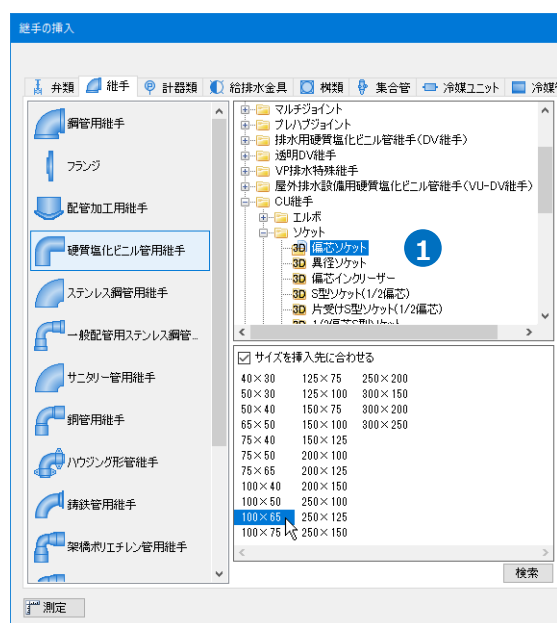 継手の挿入
弁類 継手 計器類 給排水金具 桝類 集合管 冷媒ユニット 冷媒
鋼管用継手
フランジ
配管加工用継手
硬質塩化ビニル管用継手
ステンレス鋼管用継手
一般配管用ステンレス鋼管...
サニタリー管用継手
銅管用継手
ハウジング形管継手
鋳鉄管用継手
架橋ポリエチレン管用継手
マルチジョイント
プレハブジョイント
排水用硬質塩化ビニル管継手(DV継手)
透明DV継手
VP排水特殊継手
屋外排水設備用硬質塩化ビニル管継手(VU-DV継手)
CU継手
エルボ
ソケット
3D 偏芯ソケット
1
3D 異径ソケット
3D 偏芯インクリーザー
3D S型ソケット(1/2偏芯)
3D 片受けS型ソケット(1/2偏芯)
3D 1/2偏芯S型ソケット
サイズを挿入先に合わせる
40×30 125×75 250×200
50×30 125×100 300×150
50×40 150×75 300×200
65×50 150×100 300×250
75×40 150×125
75×50 200×100
75×65 200×125
100×40 200×150
100×50 250×100
100×65 250×125
100×75 250×150
検索
測定